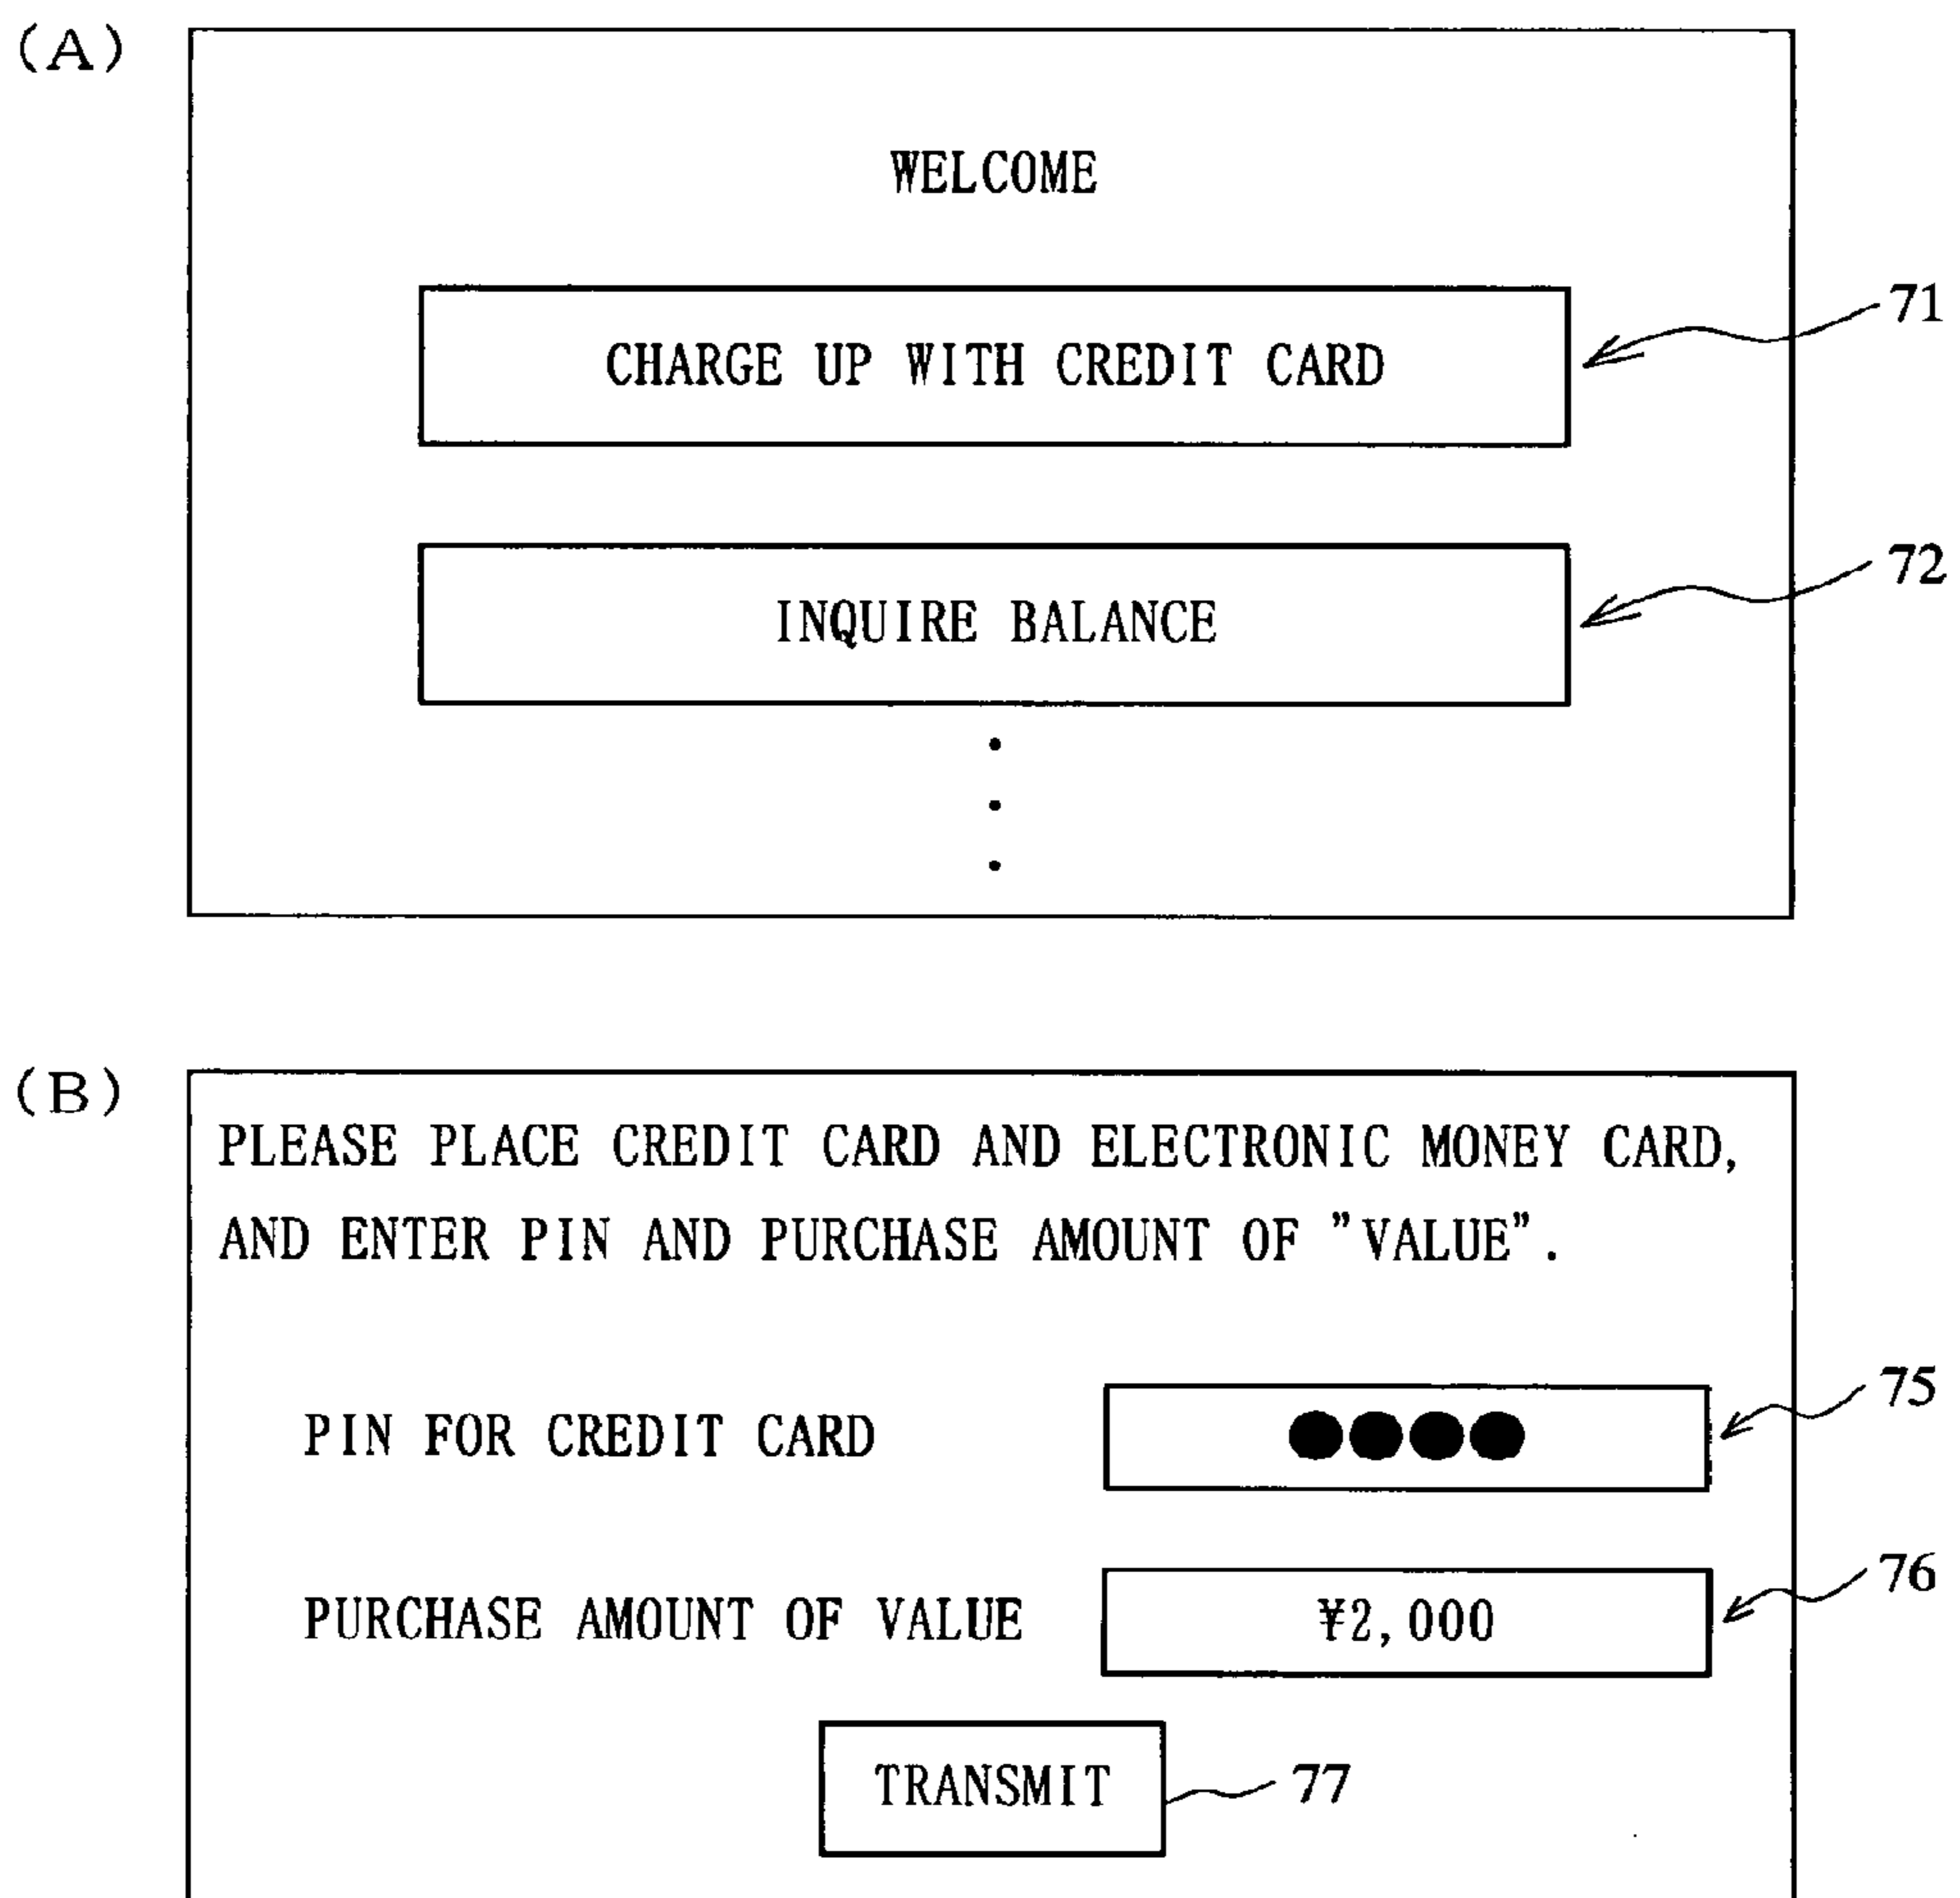 (A)
WELCOME
CHARGE UP WITH CREDIT CARD
71
INQUIRE BALANCE
72
(B)
PLEASE PLACE CREDIT CARD AND ELECTRONIC MONEY CARD,
AND ENTER PIN AND PURCHASE AMOUNT OF "VALUE".
PIN FOR CREDIT CARD ●●●● 75
PURCHASE AMOUNT OF VALUE ¥2,000 76
TRANSMIT 77